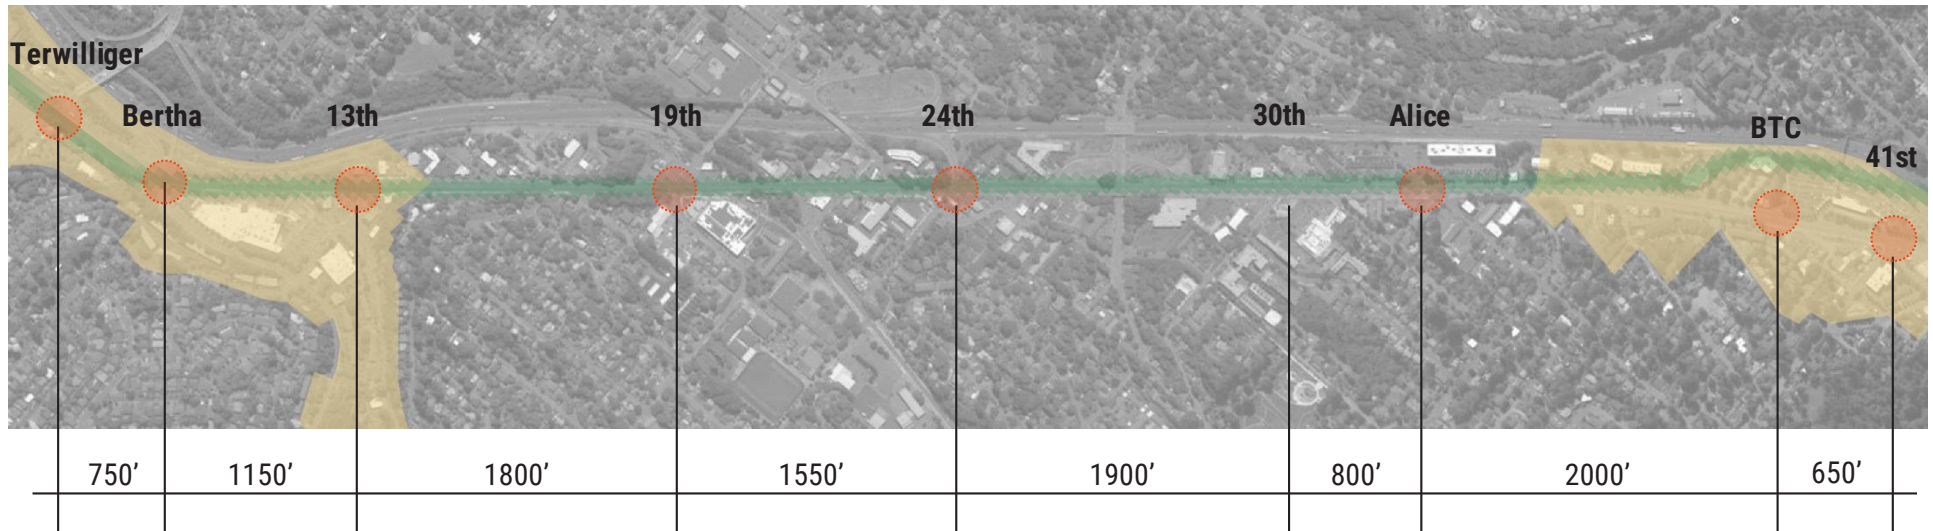 Terwilliger
Bertha
13th
19th
24th
30th
Alice
BTC
41st
750’ 1150’ 1800’ 1550’ 1900’ 800’ 2000’ 650’